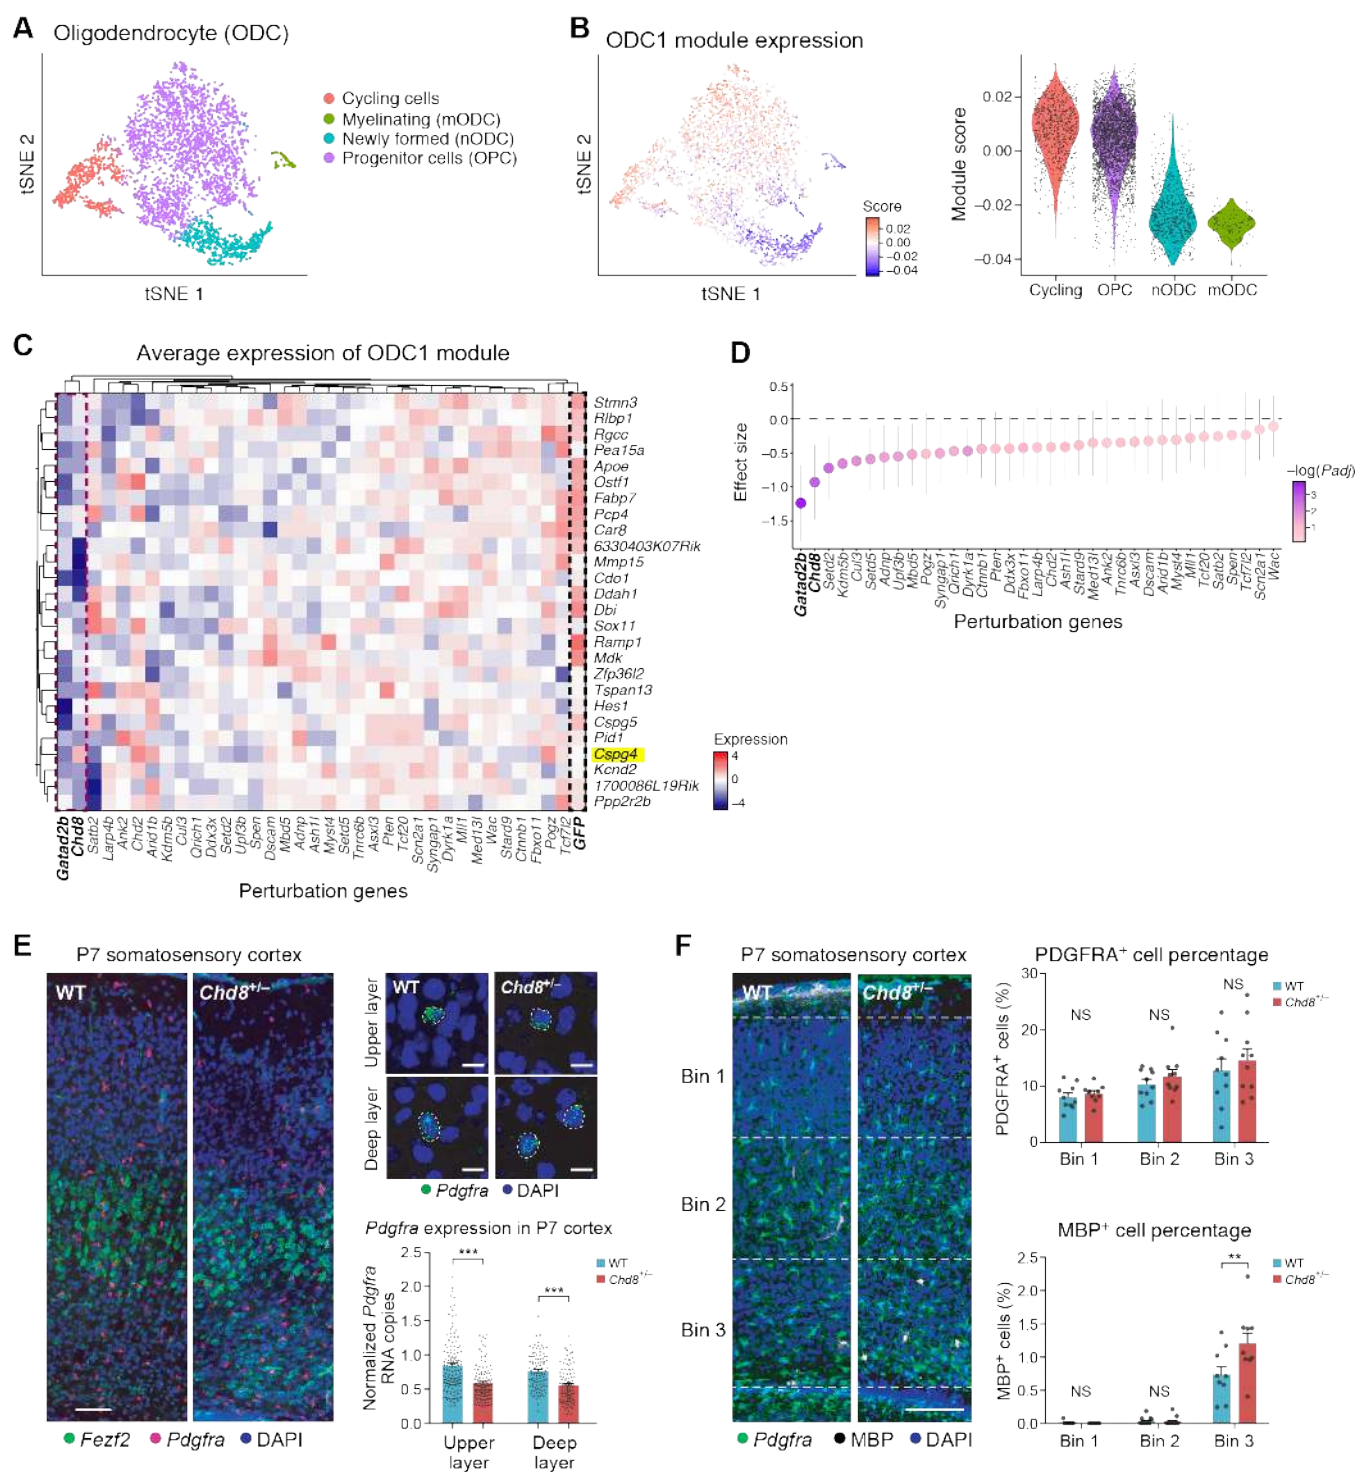 A Oligodendrocyte (ODC)
tSNE 2
tSNE 1
Cycling cells
Myelinating (mODC)
Newly formed (nODC)
Progenitor cells (OPC)
B ODC1 module expression
tSNE 2
tSNE 1
Score
0.02
0.00
−0.02
−0.04
Module score
0.02
0.00
−0.02
−0.04
Cycling OPC nODC mODC
C Average expression of ODC1 module
Stmn3
Rlbp1
Rgcc
Pea15a
Apoe
Ostf1
Fabp7
Pcp4
Car8
6330403K07Rik
Mmp15
Cdo1
Ddah1
Dbi
Sox11
Ramp1
Mdk
Zfp36l2
Tspan13
Hes1
Cspg5
Pid1
Cspg4
Kcnd2
1700086L19Rik
Ppp2r2b
Expression
4
0
−4
Gatad2b Chd8 Satb2 Larp4b Ank2 Chd2 Arid1b Kdm5b Cul3 Qrich1 Ddx3x Setd2 Upf3b Spen Dscam Mbd5 Adnp Ash1l Myst4 Setd5 Tnrc6b Asxl3 Pten Tcf20 Scn2a1 Syngap1 Dyrk1a Mll1 Med13l Wac Stard9 Ctnnb1 Fbxo11 Pogz Tcf7l2 GFP
Perturbation genes
D
Effect size
0.5
0.0
−0.5
−1.0
−1.5
−log(Padj)
3
2
1
Gatad2b Chd8 Setd2 Kdm5b Cul3 Setd5 Adnp Upf3b Mbd5 Pogz Syngap1 Qrich1 Dyrk1a Ctnnb1 Pten Ddx3x Fbxo11 Larp4b Chd2 Ash1l Stard9 Med13l Ank2 Tnrc6b Asxl3 Dscam Arid1b Myst4 Mll1 Tcf20 Satb2 Spen Tcf7l2 Scn2a1 Wac
Perturbation genes
E P7 somatosensory cortex
WT Chd8+/−
Fezf2 Pdgfra DAPI
WT Chd8+/−
Upper layer
Deep layer
Pdgfra DAPI
Pdgfra expression in P7 cortex
Normalized Pdgfra
RNA copies
2.5
2.0
1.5
1.0
0.5
0.0
*** ***
WT
Chd8+/−
Upper layer
Deep layer
F P7 somatosensory cortex
WT Chd8+/−
Bin 1
Bin 2
Bin 3
Pdgfra MBP DAPI
PDGFRA+ cell percentage
PDGFRA+ cells (%)
30
20
10
0
NS NS NS
WT
Chd8+/−
Bin 1 Bin 2 Bin 3
MBP+ cell percentage
MBP+ cells (%)
2.5
2.0
1.5
1.0
0.5
0.0
NS NS **
WT
Chd8+/−
Bin 1 Bin 2 Bin 3